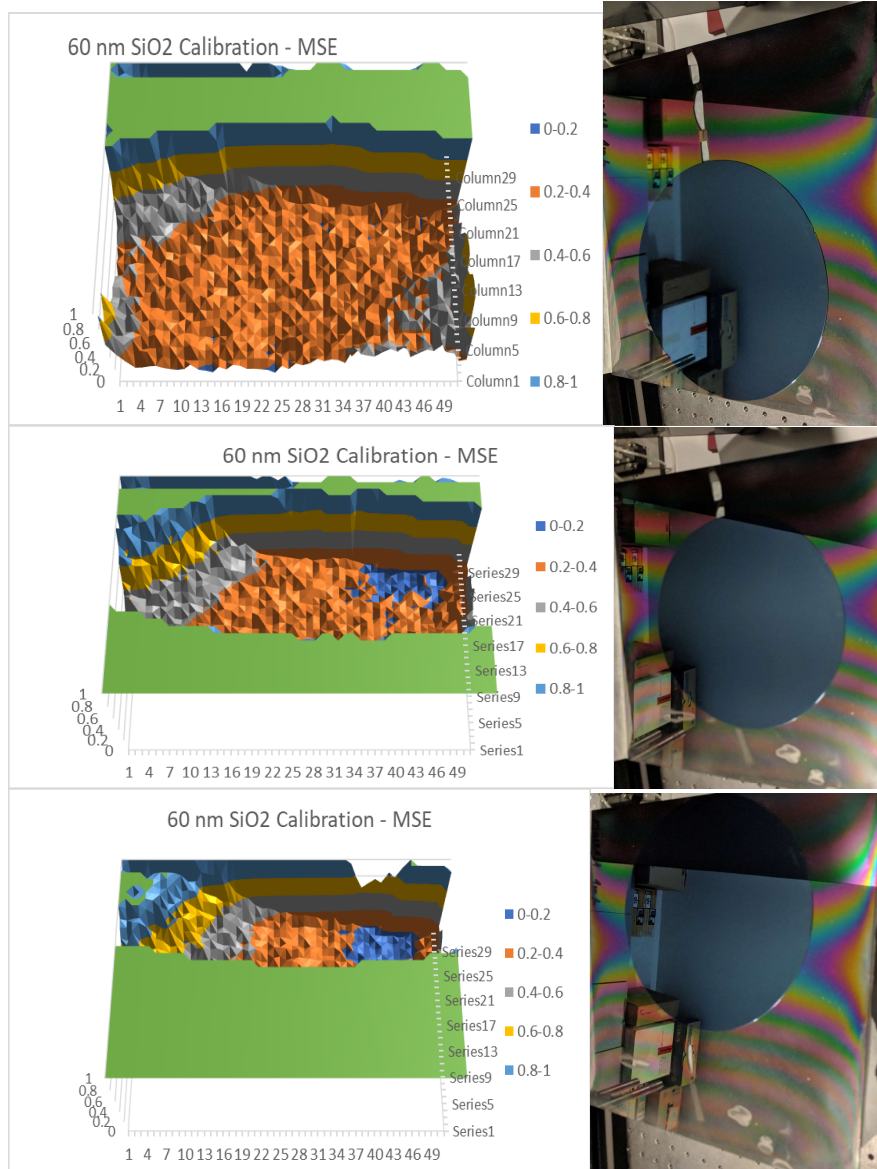 60 nm SiO2 Calibration - MSE
0-0.2
Column29
0.2-0.4
Column25
Column21
0.4-0.6
Column17
Column13
1
0.6-0.8
0.8
Column9
0.6
0.4
Column5
0.2
0
Column1
0.8-1
1 4 7 10 13 16 19 22 25 28 31 34 37 40 43 46 49
60 nm SiO2 Calibration - MSE
0-0.2
Series29
0.2-0.4
Series25
Series21
0.4-0.6
Series17
0.6-0.8
Series13
1
0.8
Series9
0.8-1
0.6
0.4
Series5
0.2
0
Series1
1 4 7 10 13 16 19 22 25 28 31 34 37 40 43 46 49
60 nm SiO2 Calibration - MSE
0-0.2
Series29
0.2-0.4
Series25
0.4-0.6
Series21
Series17
0.6-0.8
Series13
1
Series9
0.8-1
0.8
0.6
0.4
Series5
0.2
0
Series1
1 4 7 10 13 16 19 22 25 28 31 34 37 40 43 46 49